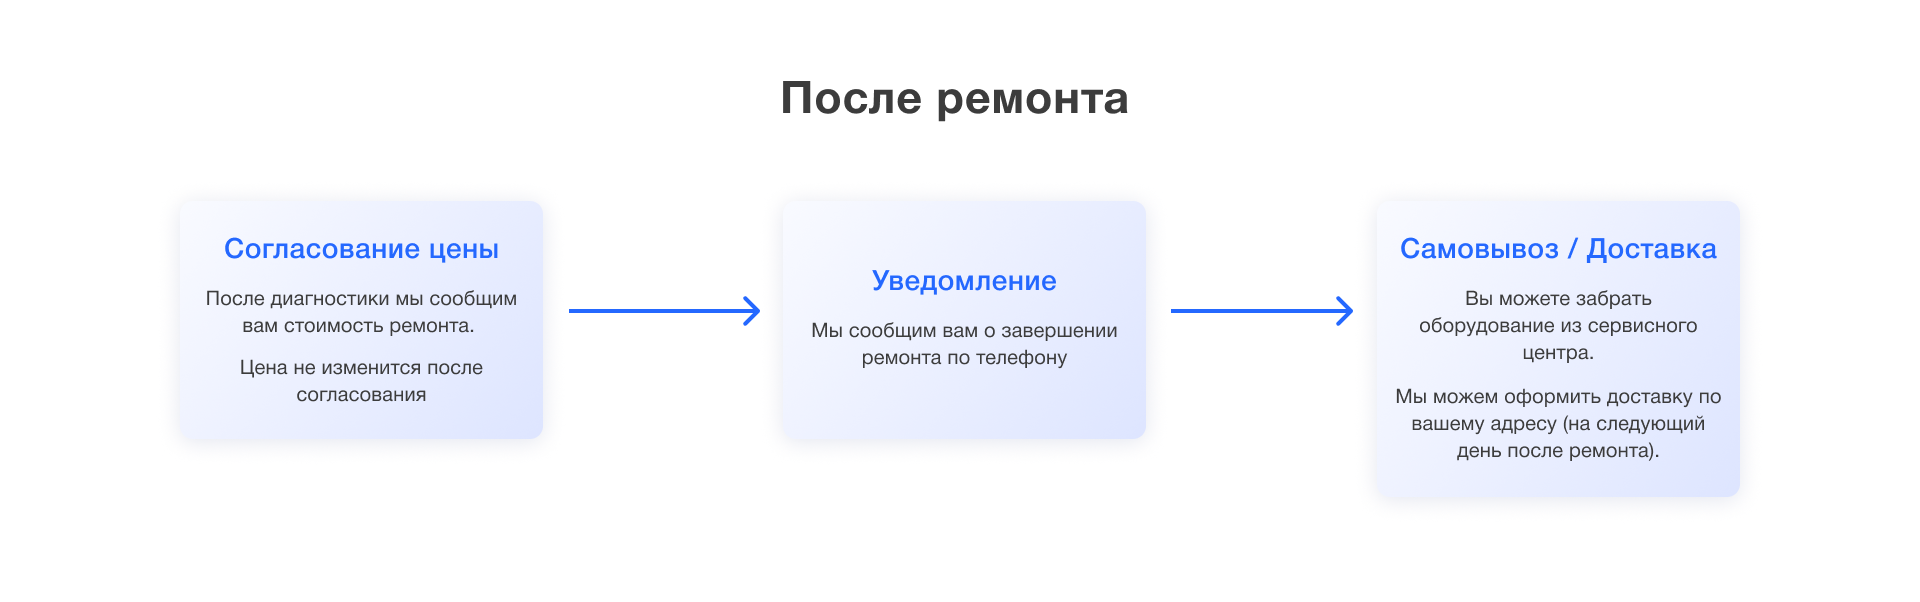 После ремонта
Согласование цены
После диагностики мы сообщим
вам стоимость ремонта.
Цена не изменится после
согласования
Уведомление
Мы сообщим вам о завершении
ремонта по телефону
Самовывоз / Доставка
Вы можете забрать
оборудование из сервисного
центра.
Мы можем оформить доставку по
вашему адресу (на следующий
день после ремонта).